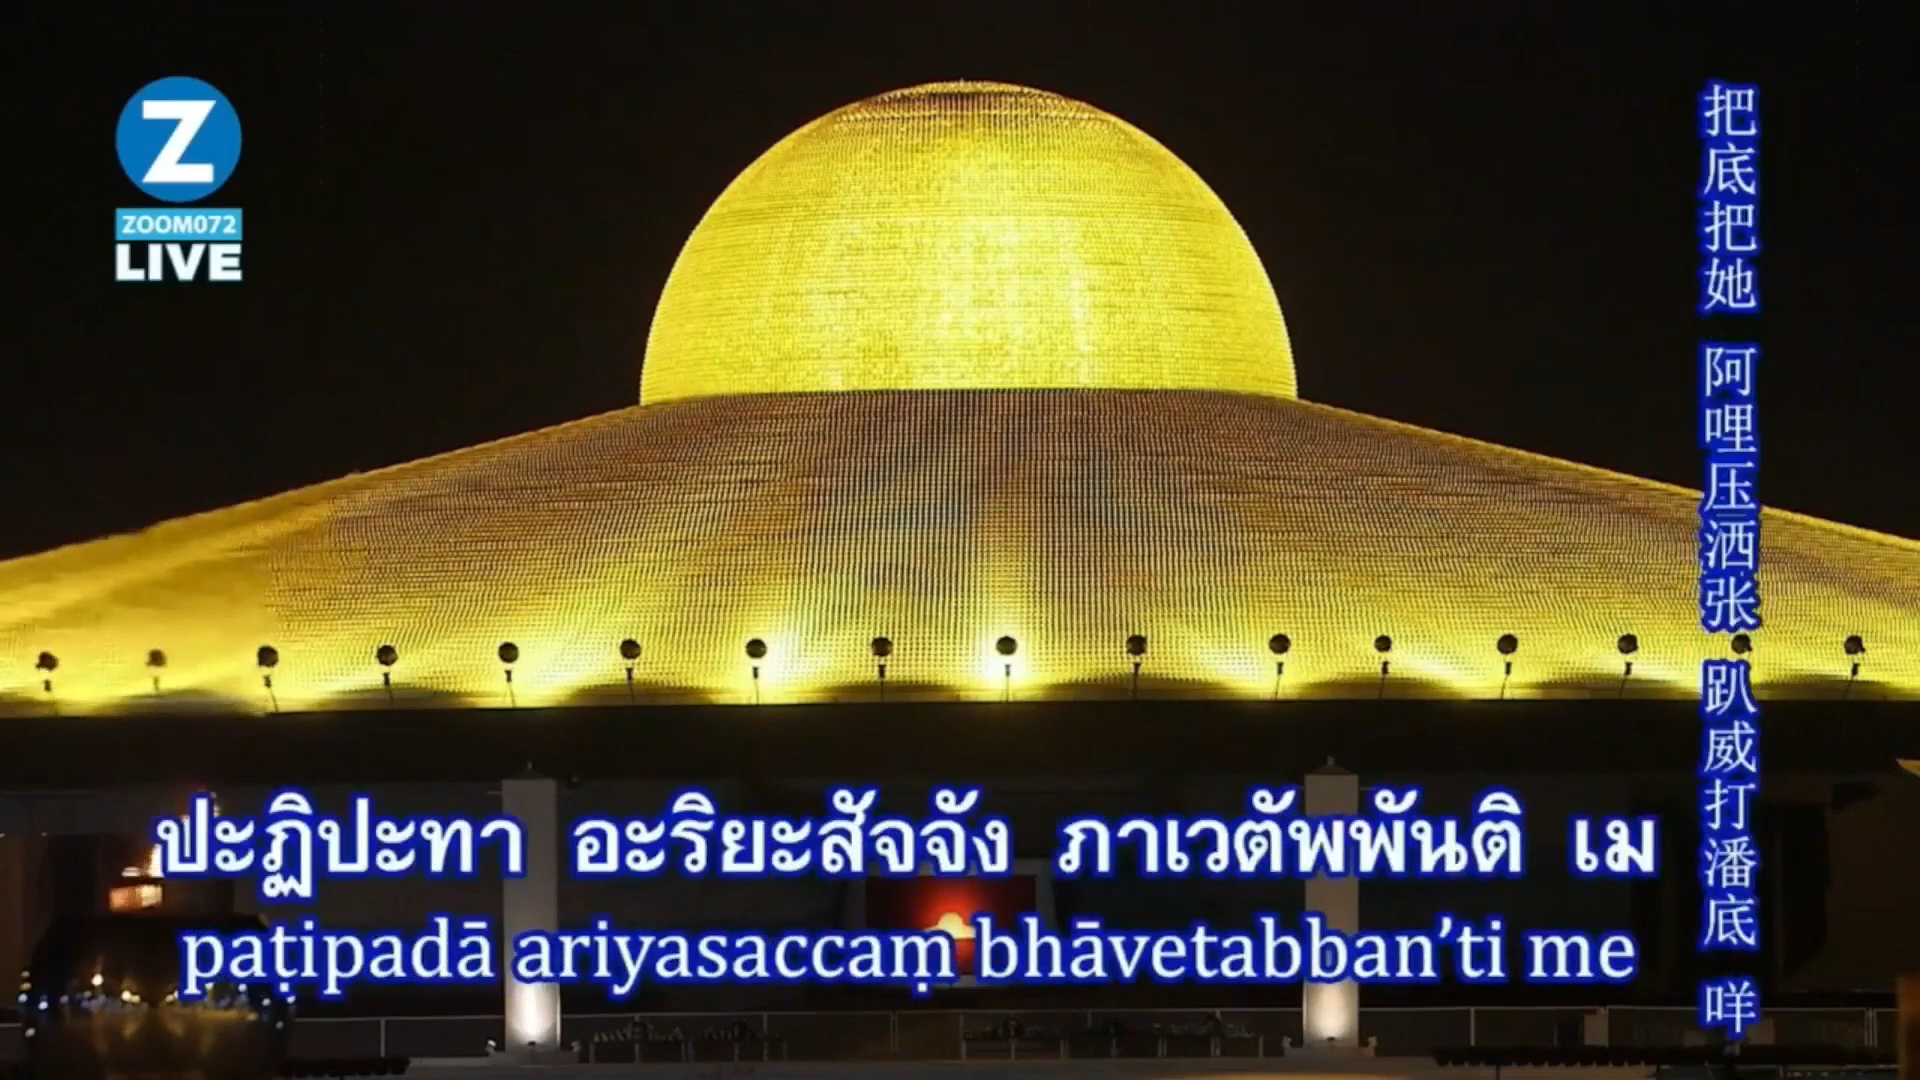 Z
ZOOM072
LIVE
ปะฏิปะทา อะริยะสัจจัง ภาเวตัพพันติ เม
paṭipadā ariyasaccaṃ bhāvetabban’ti me
把底把她 阿哩压洒张 趴威打潘底 咩